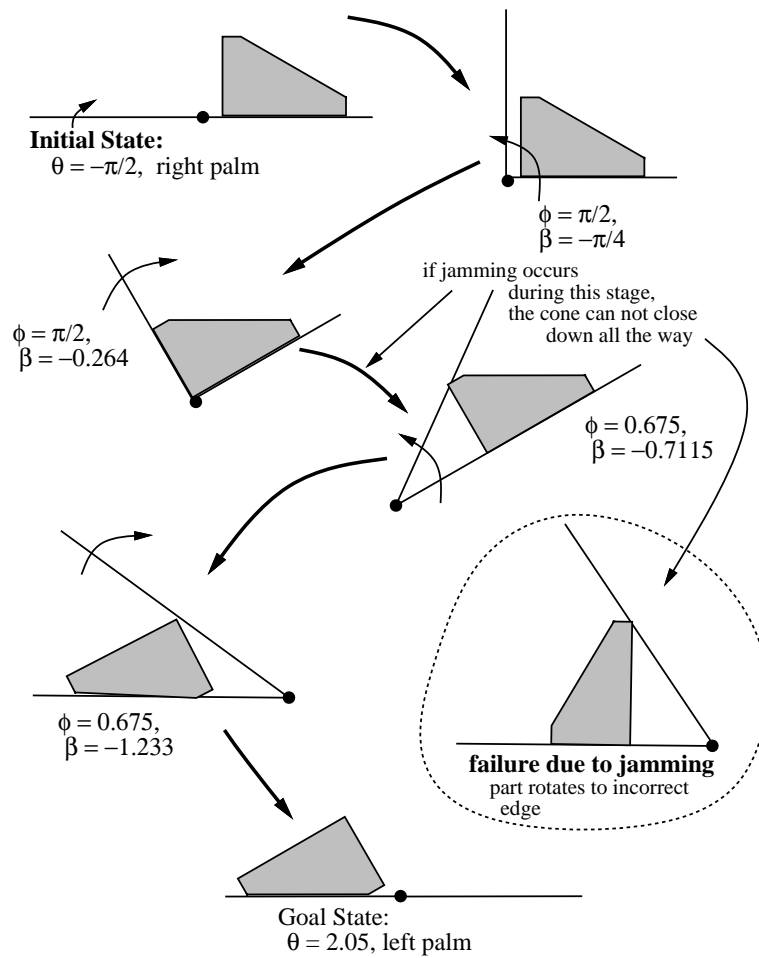 Initial State:
θ = −π/2, right palm
φ = π/2,
β = −π/4
if jamming occurs
during this stage,
the cone can not close
down all the way
φ = π/2,
β = −0.264
φ = 0.675,
β = −0.7115
φ = 0.675,
β = −1.233
failure due to jamming
part rotates to incorrect
edge
Goal State:
θ = 2.05, left palm